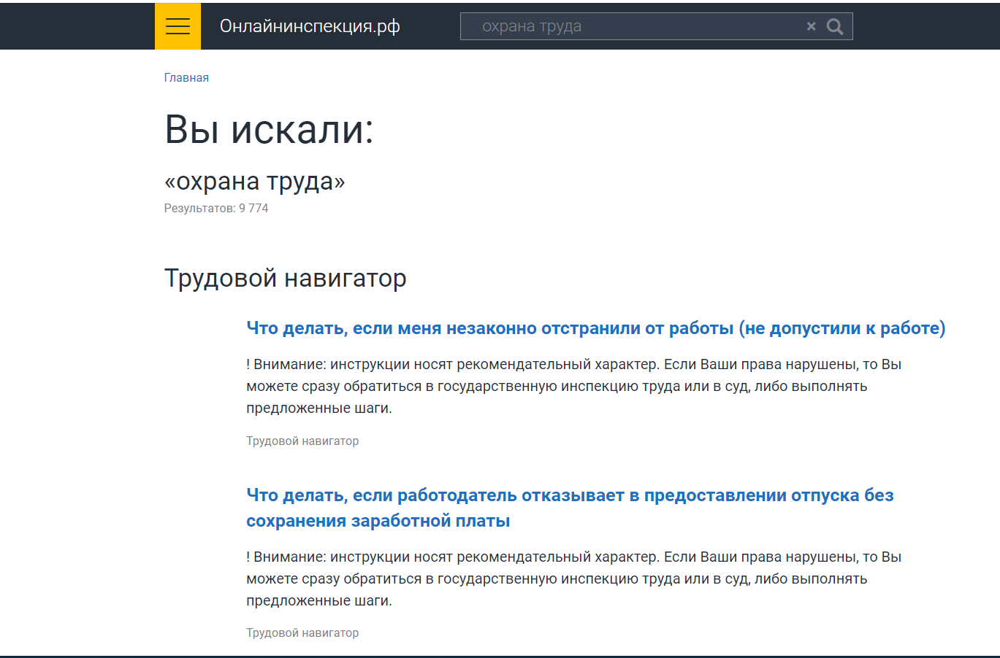 Онлайнинспекция.рф
охрана труда
Главная
Вы искали:
«охрана труда»
Результатов: 9 774
Трудовой навигатор
Что делать, если меня незаконно отстранили от работы (не допустили к работе)
! Внимание: инструкции носят рекомендательный характер. Если Ваши права нарушены, то Вы
можете сразу обратиться в государственную инспекцию труда или в суд, либо выполнять
предложенные шаги.
Трудовой навигатор
Что делать, если работодатель отказывает в предоставлении отпуска без
сохранения заработной платы
! Внимание: инструкции носят рекомендательный характер. Если Ваши права нарушены, то Вы
можете сразу обратиться в государственную инспекцию труда или в суд, либо выполнять
предложенные шаги.
Трудовой навигатор